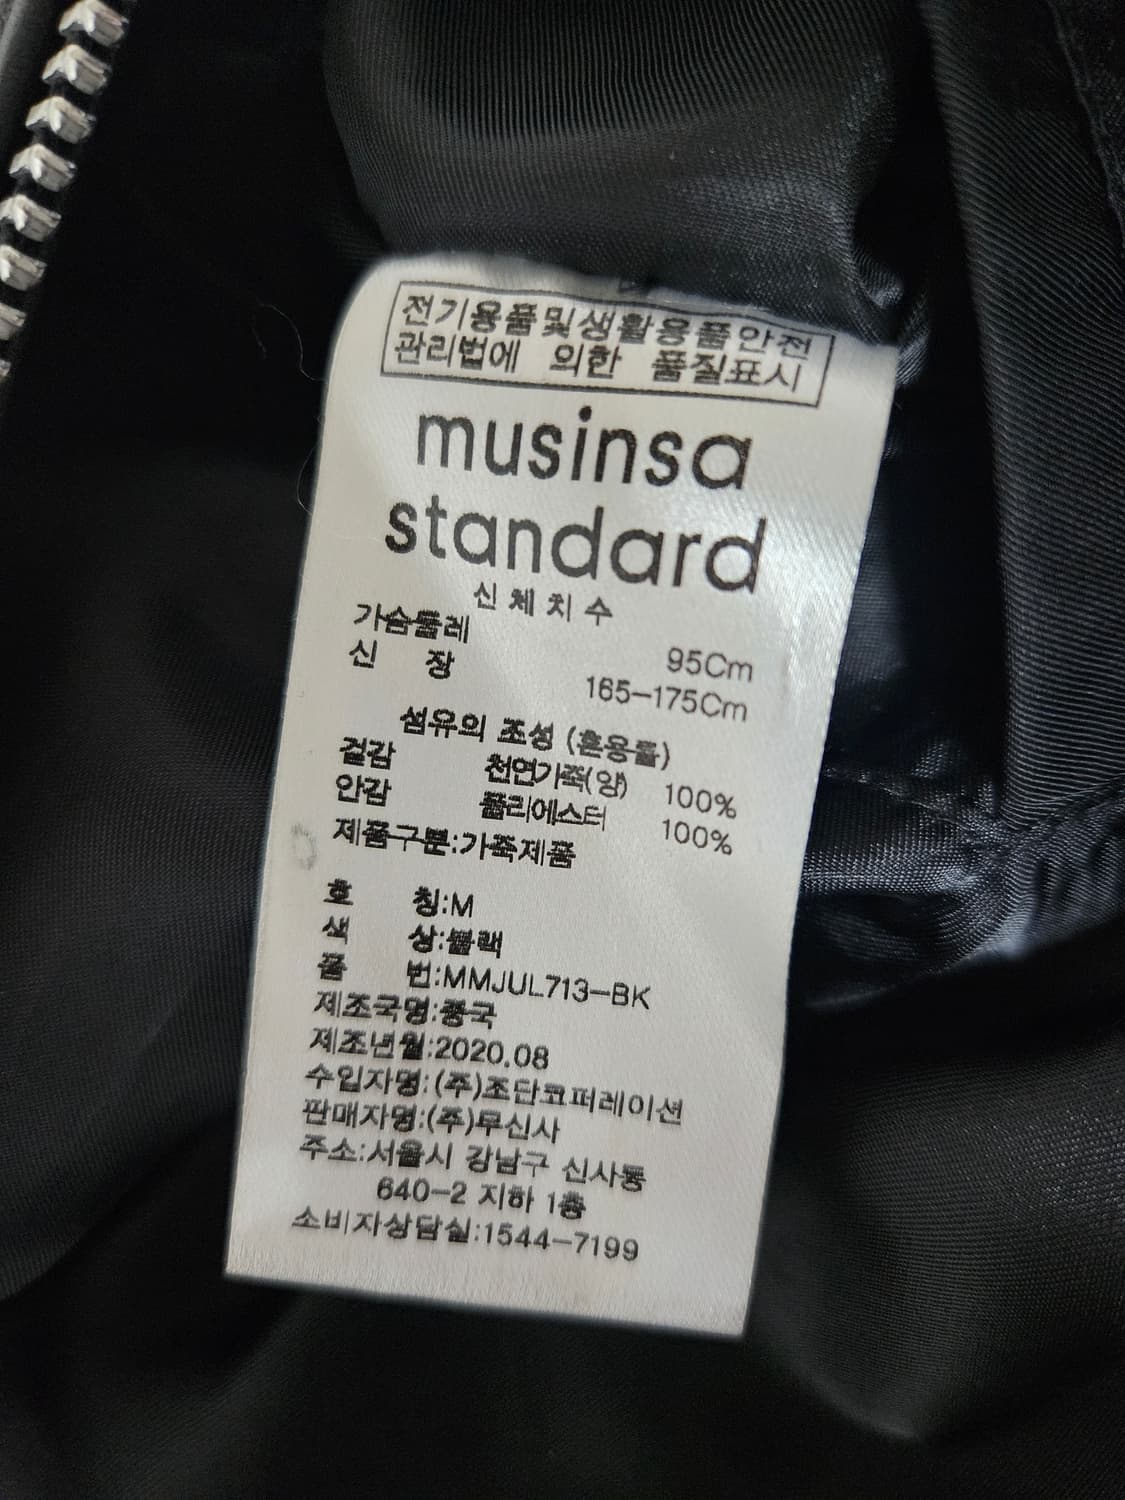 전기용품및생활용품안전
관리법에 의한 품질표시
musinsa
standard
신체치수
가슴둘레 95Cm
신 장 165-175Cm
섬유의 조성 (혼용률)
겉감 천연가죽(양) 100%
안감 폴리에스터 100%
제품구분:가죽제품
호 칭:M
색 상:블랙
품 번:MMJUL713-BK
제조국명:중국
제조년월:2020.08
수입자명:(주)조단코퍼레이션
판매자명:(주)무신사
주소:서울시 강남구 신사동
640-2 지하 1층
소비자상담실:1544-7199